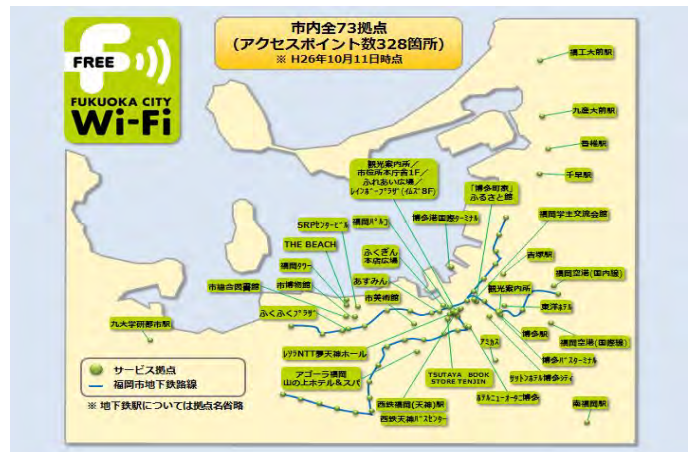 市内全73拠点
(アクセスポイント数328箇所)
※ H26年10月11日時点
FREE
FUKUOKA CITY
Wi-Fi
福工大前駅
九産大前駅
香椎駅
千早駅
観光案内所／
市役所本庁舎1F／
ふれあい広場／
レインボープラザ(イムズ8F)
「博多町家」
ふるさと館
福岡学生交流会館
博多港国際ターミナル
福岡パルコ
SRPセンタービル
THE BEACH
ふくぎん
本店広場
吉塚駅
福岡タワー
福岡空港(国内線)
市博物館
あすみん
観光案内所
市総合図書館
市美術館
東洋ホテル
ふくふくプラザ
九大学研都市駅
博多駅
福岡空港(国際線)
アミカス
レソラNTT夢天神ホール
博多バスターミナル
サットンホテル博多シティ
アゴーラ福岡
山の上ホテル＆スパ
TSUTAYA BOOK
STORE TENJIN
ホテルニューオータニ博多
西鉄福岡(天神)駅
西鉄天神バスセンター
南福岡駅
サービス拠点
福岡市地下鉄路線
※ 地下鉄駅については拠点名省略